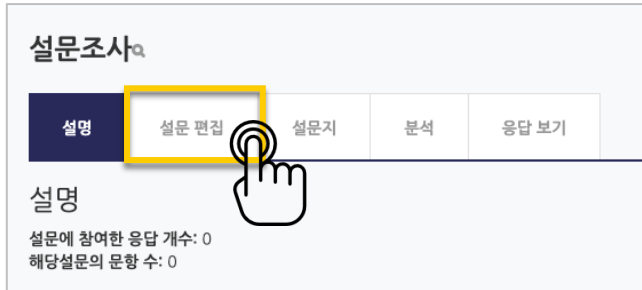 설문조사
설명 설문 편집 설문지 분석 응답 보기
설명
설문에 참여한 응답 개수: 0
해당설문의 문항 수: 0